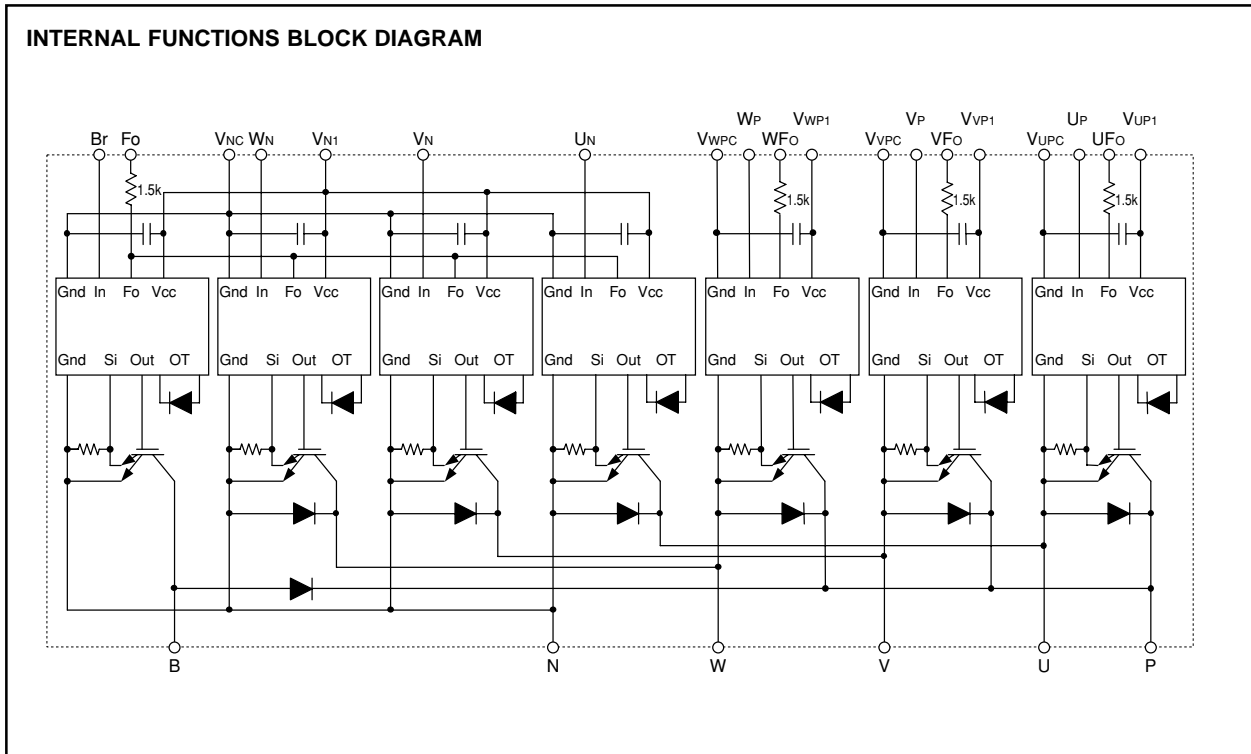 INTERNAL FUNCTIONS BLOCK DIAGRAM
WP VWP1 VP VVP1 UP VUP1
Br Fo VNC WN VN1 VN UN VWPC WFO VVPC VFO VUPC UFO
1.5k 1.5k 1.5k 1.5k
Gnd In Fo Vcc Gnd In Fo Vcc Gnd In Fo Vcc Gnd In Fo Vcc Gnd In Fo Vcc Gnd In Fo Vcc Gnd In Fo Vcc
Gnd Si Out OT Gnd Si Out OT Gnd Si Out OT Gnd Si Out OT Gnd Si Out OT Gnd Si Out OT Gnd Si Out OT
B N W V U P